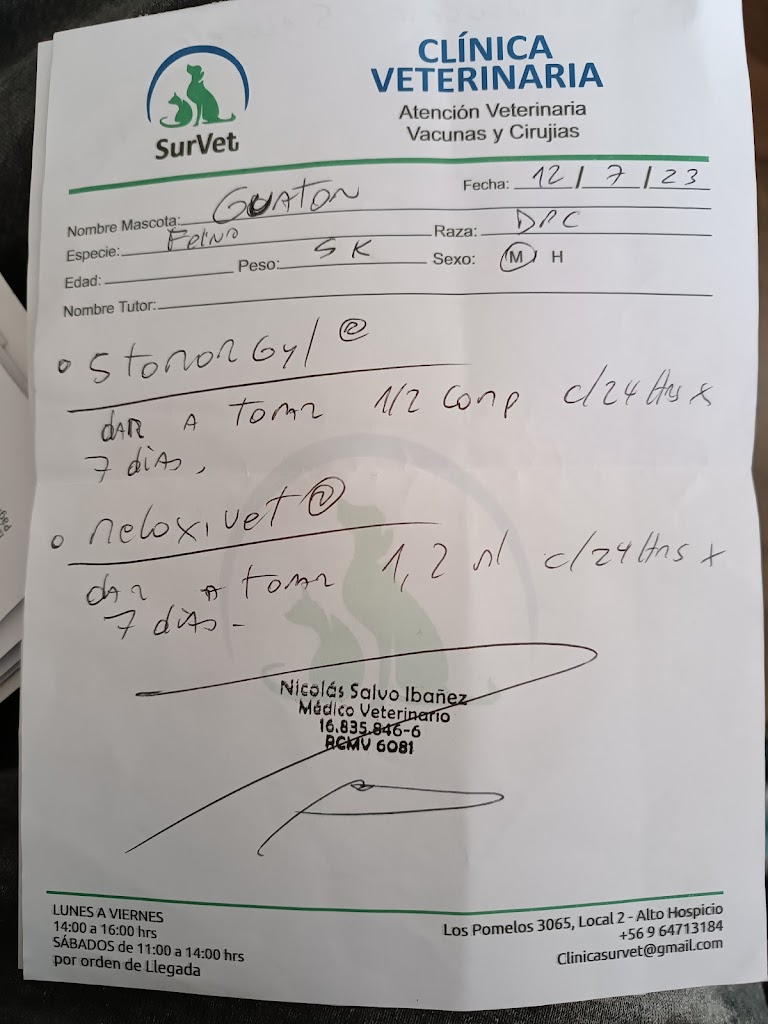 SurVet
CLÍNICA
VETERINARIA
Atención Veterinaria
Vacunas y Cirujias
Fecha: 12 / 7 / 23
Nombre Mascota: GUATON
Especie: Felino
Raza: DPC
Edad:
Peso: 5 K
Sexo: M H
Nombre Tutor:
Stomorgyl ®
DAR A TOMAR 1/2 comp c/24 Hrs x
7 dias,
Meloxivet ®
dar A tomar 1,2 ml c/24 Hrs x
7 dias -
Nicolás Salvo Ibañez
Médico Veterinario
16.835.846-6
RCMV 6081
LUNES A VIERNES
14:00 a 16:00 hrs
SÁBADOS de 11:00 a 14:00 hrs
por orden de Llegada
Los Pomelos 3065, Local 2 - Alto Hospicio
+56 9 64713184
Clinicasurvet@gmail.com